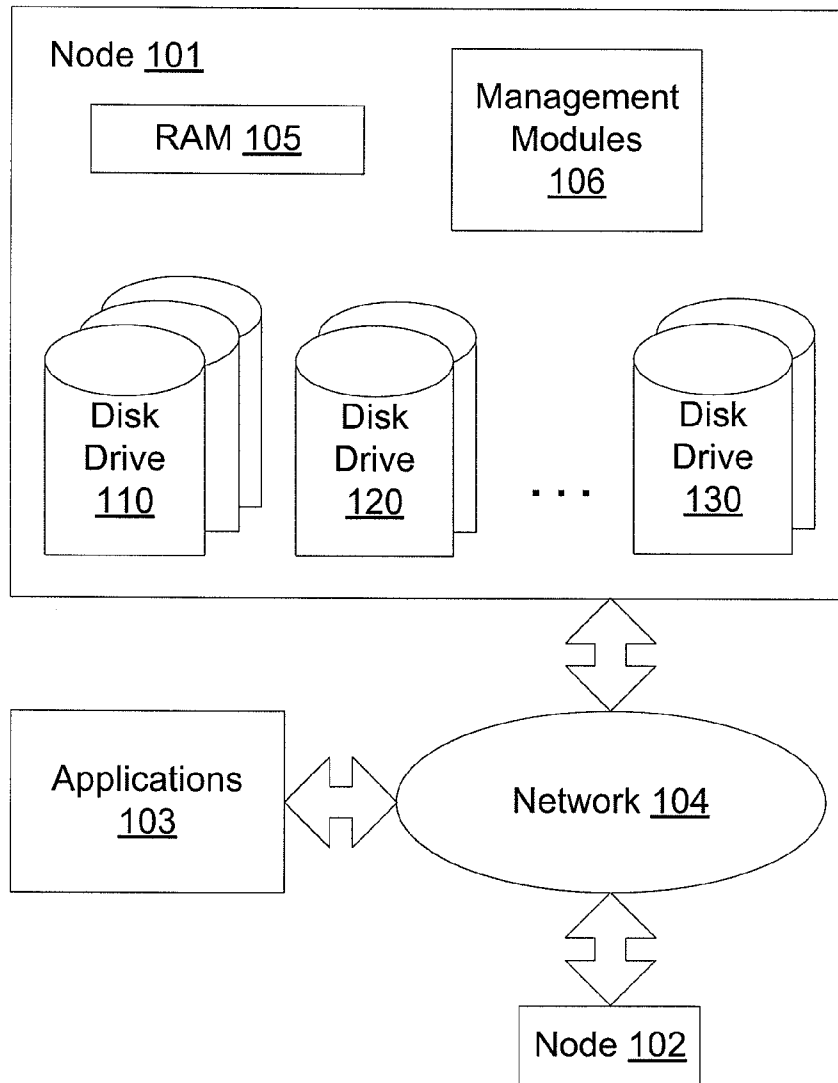 Node 101
RAM 105
Management
Modules
106
Disk
Drive
110
Disk
Drive
120
. . .
Disk
Drive
130
Applications
103
Network 104
Node 102